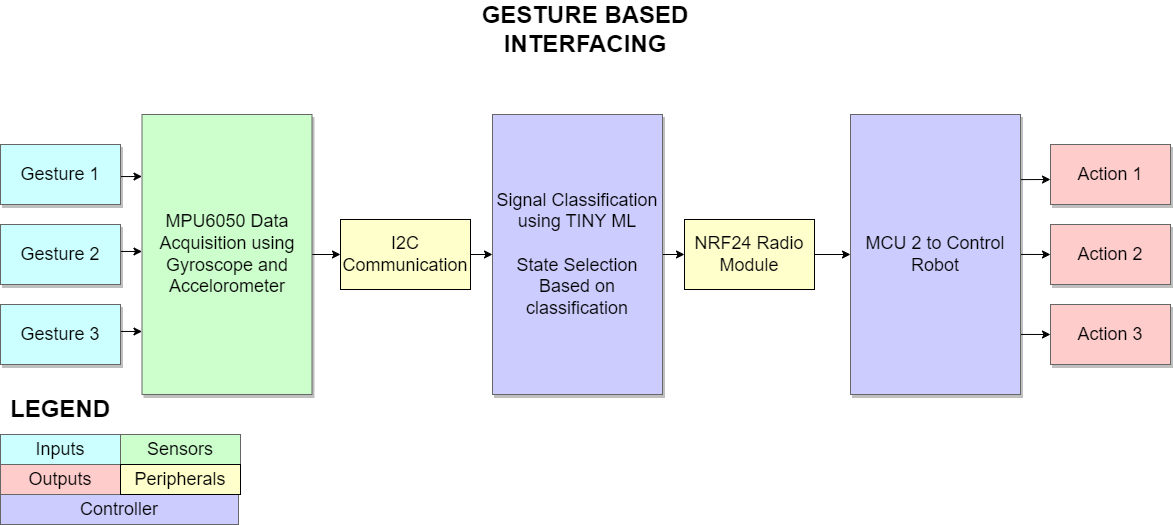 GESTURE BASED
INTERFACING
Gesture 1
Gesture 2
Gesture 3
MPU6050 Data
Acquisition using
Gyroscope and
Accelorometer
I2C
Communication
Signal Classification
using TINY ML
State Selection
Based on
classification
NRF24 Radio
Module
MCU 2 to Control
Robot
Action 1
Action 2
Action 3
LEGEND
Inputs
Sensors
Outputs
Peripherals
Controller